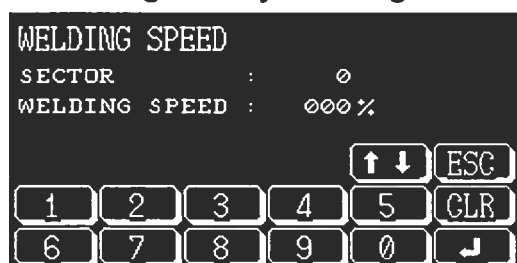 WELDING SPEED
SECTOR : 0
WELDING SPEED : 000%
↑ ↓ ESC
1 2 3 4 5 CLR
6 7 8 9 0 ↵